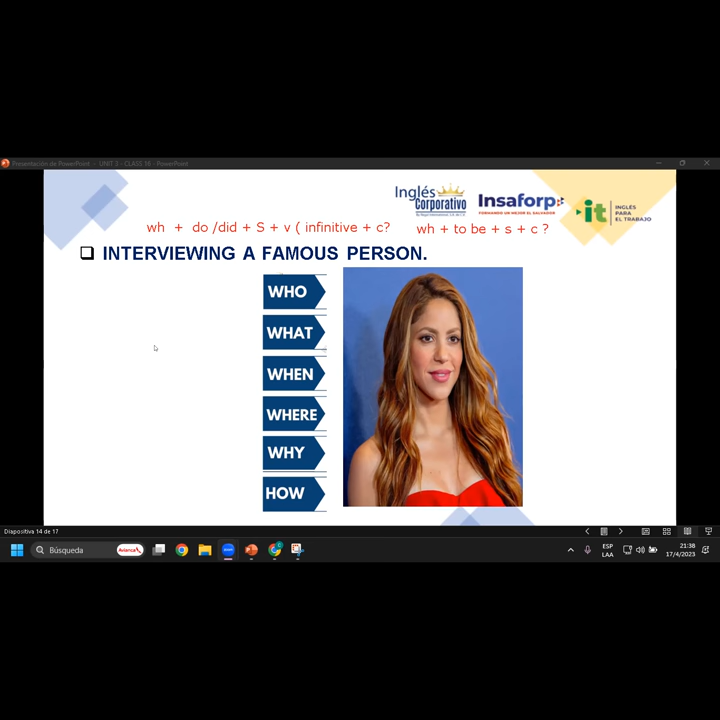 Presentación de PowerPoint - UNIT 3 - CLASS 16 - PowerPoint
Inglés
Corporativo
Insaforp
FORMANDO UN MEJOR EL SALVADOR
it
INGLÉS
PARA
EL TRABAJO
wh + do /did + S + v ( infinitive + c?
wh + to be + s + c ?
INTERVIEWING A FAMOUS PERSON.
WHO
WHAT
WHEN
WHERE
WHY
HOW
Diapositiva 14 de 17
Búsqueda
ESP
LAA
21:38
17/4/2023